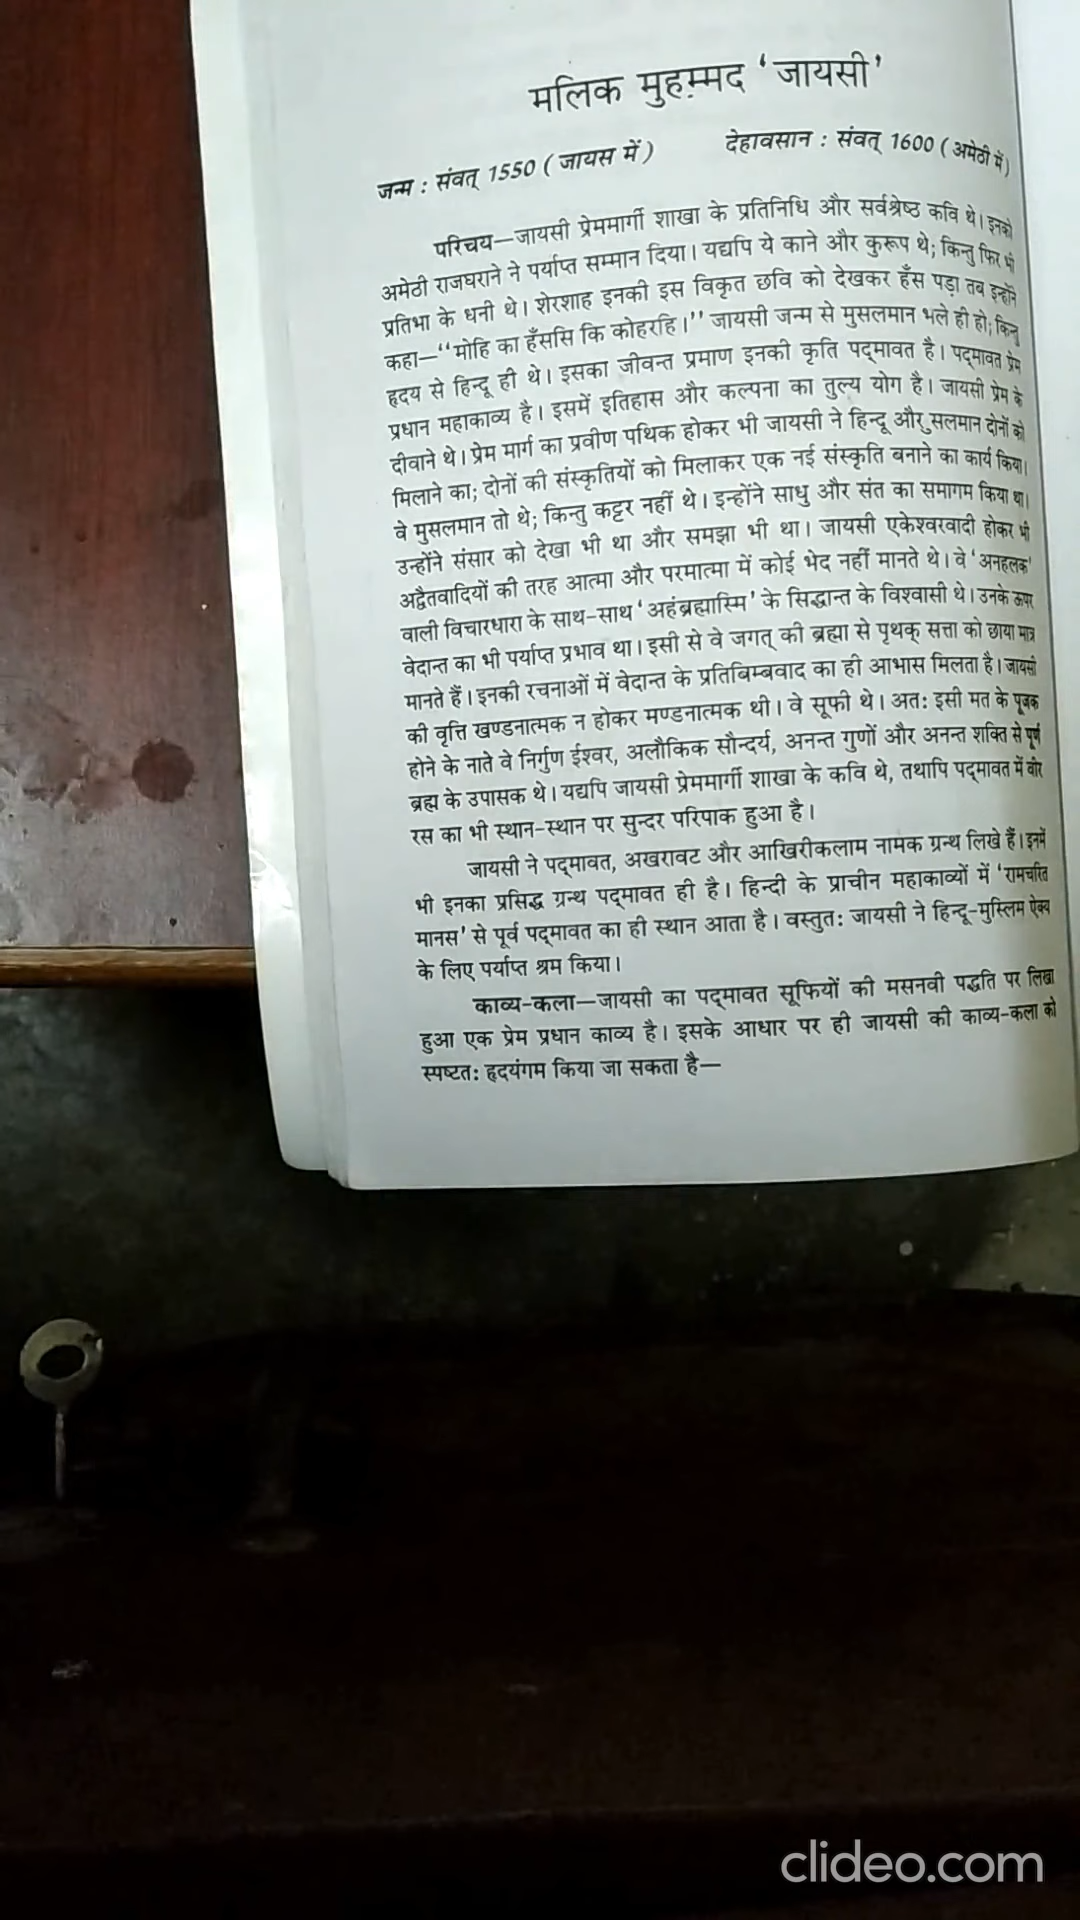 मलिक मुहम़्मद ‘जायसी’
जन्म : संवत् 1550 ( जायस में ) देहावसान : संवत् 1600 ( अमेठी में )
परिचय—जायसी प्रेममार्गी शाखा के प्रतिनिधि और सर्वश्रेष्ठ कवि थे। इनको
अमेठी राजघराने ने पर्याप्त सम्मान दिया। यद्यपि ये काने और कुरूप थे; किन्तु फिर भी
प्रतिभा के धनी थे। शेरशाह इनकी इस विकृत छवि को देखकर हँस पड़ा तब इन्होंने
कहा—“मोहि का हँससि कि कोहरहि।” जायसी जन्म से मुसलमान भले ही हो; किन्तु
हृदय से हिन्दू ही थे। इसका जीवन्त प्रमाण इनकी कृति पद्‌मावत है। पद्‌मावत प्रेम
प्रधान महाकाव्य है। इसमें इतिहास और कल्पना का तुल्य योग है। जायसी प्रेम के
दीवाने थे। प्रेम मार्ग का प्रवीण पथिक होकर भी जायसी ने हिन्दू और ुसलमान दोनों को
मिलाने का; दोनों की संस्कृतियों को मिलाकर एक नई संस्कृति बनाने का कार्य किया।
वे मुसलमान तो थे; किन्तु कट्टर नहीं थे। इन्होंने साधु और संत का समागम किया था।
उन्होंने संसार को देखा भी था और समझा भी था। जायसी एकेश्वरवादी होकर भी
अद्वैतवादियों की तरह आत्मा और परमात्मा में कोई भेद नहीं मानते थे। वे ‘अनहलक’
वाली विचारधारा के साथ-साथ ‘अहंब्रह्मास्मि’ के सिद्धान्त के विश्वासी थे। उनके ऊपर
वेदान्त का भी पर्याप्त प्रभाव था। इसी से वे जगत् की ब्रह्मा से पृथक् सत्ता को छाया मात्र
मानते हैं। इनकी रचनाओं में वेदान्त के प्रतिबिम्बवाद का ही आभास मिलता है। जायसी
की वृत्ति खण्डनात्मक न होकर मण्डनात्मक थी। वे सूफी थे। अत: इसी मत के पूजक
होने के नाते वे निर्गुण ईश्वर, अलौकिक सौन्दर्य, अनन्त गुणों और अनन्त शक्ति से पूर्ण
ब्रह्म के उपासक थे। यद्यपि जायसी प्रेममार्गी शाखा के कवि थे, तथापि पद्‌मावत में वीर
रस का भी स्थान-स्थान पर सुन्दर परिपाक हुआ है।
जायसी ने पद्‌मावत, अखरावट और आखिरीकलाम नामक ग्रन्थ लिखे हैं। इनमें
भी इनका प्रसिद्ध ग्रन्थ पद्‌मावत ही है। हिन्दी के प्राचीन महाकाव्यों में ‘रामचरित
मानस’ से पूर्व पद्‌मावत का ही स्थान आता है। वस्तुत: जायसी ने हिन्दू-मुस्लिम ऐक्य
के लिए पर्याप्त श्रम किया।
काव्य-कला—जायसी का पद्‌मावत सूफियों की मसनवी पद्धति पर लिखा
हुआ एक प्रेम प्रधान काव्य है। इसके आधार पर ही जायसी की काव्य-कला को
स्पष्टत: हृदयंगम किया जा सकता है—
clideo.com